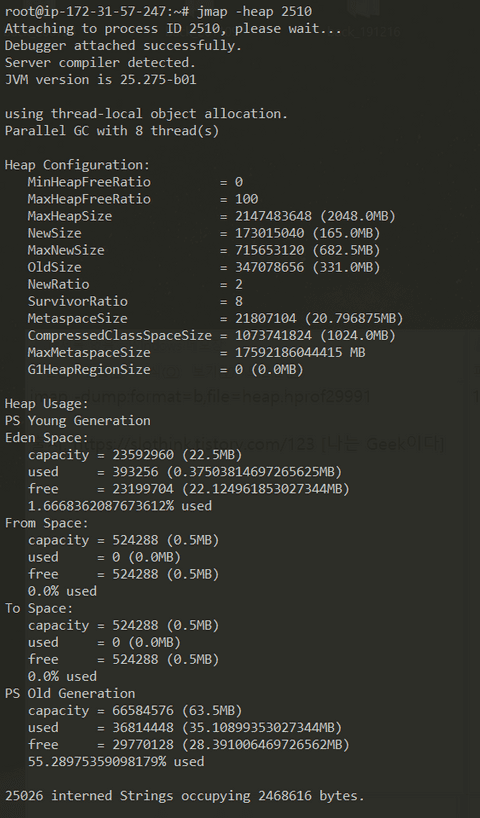 root@ip-172-31-57-247:~# jmap -heap 2510
Attaching to process ID 2510, please wait...
Debugger attached successfully.
Server compiler detected.
JVM version is 25.275-b01
using thread-local object allocation.
Parallel GC with 8 thread(s)
Heap Configuration:
MinHeapFreeRatio = 0
MaxHeapFreeRatio = 100
MaxHeapSize = 2147483648 (2048.0MB)
NewSize = 173015040 (165.0MB)
MaxNewSize = 715653120 (682.5MB)
OldSize = 347078656 (331.0MB)
NewRatio = 2
SurvivorRatio = 8
MetaspaceSize = 21807104 (20.796875MB)
CompressedClassSpaceSize = 1073741824 (1024.0MB)
MaxMetaspaceSize = 17592186044415 MB
G1HeapRegionSize = 0 (0.0MB)
Heap Usage:
PS Young Generation
Eden Space:
capacity = 23592960 (22.5MB)
used = 393256 (0.37503814697265625MB)
free = 23199704 (22.124961853027344MB)
1.6668362087673612% used
From Space:
capacity = 524288 (0.5MB)
used = 0 (0.0MB)
free = 524288 (0.5MB)
0.0% used
To Space:
capacity = 524288 (0.5MB)
used = 0 (0.0MB)
free = 524288 (0.5MB)
0.0% used
PS Old Generation
capacity = 66584576 (63.5MB)
used = 36814448 (35.10899353027344MB)
free = 29770128 (28.391006469726562MB)
55.28975359098179% used
25026 interned Strings occupying 2468616 bytes.